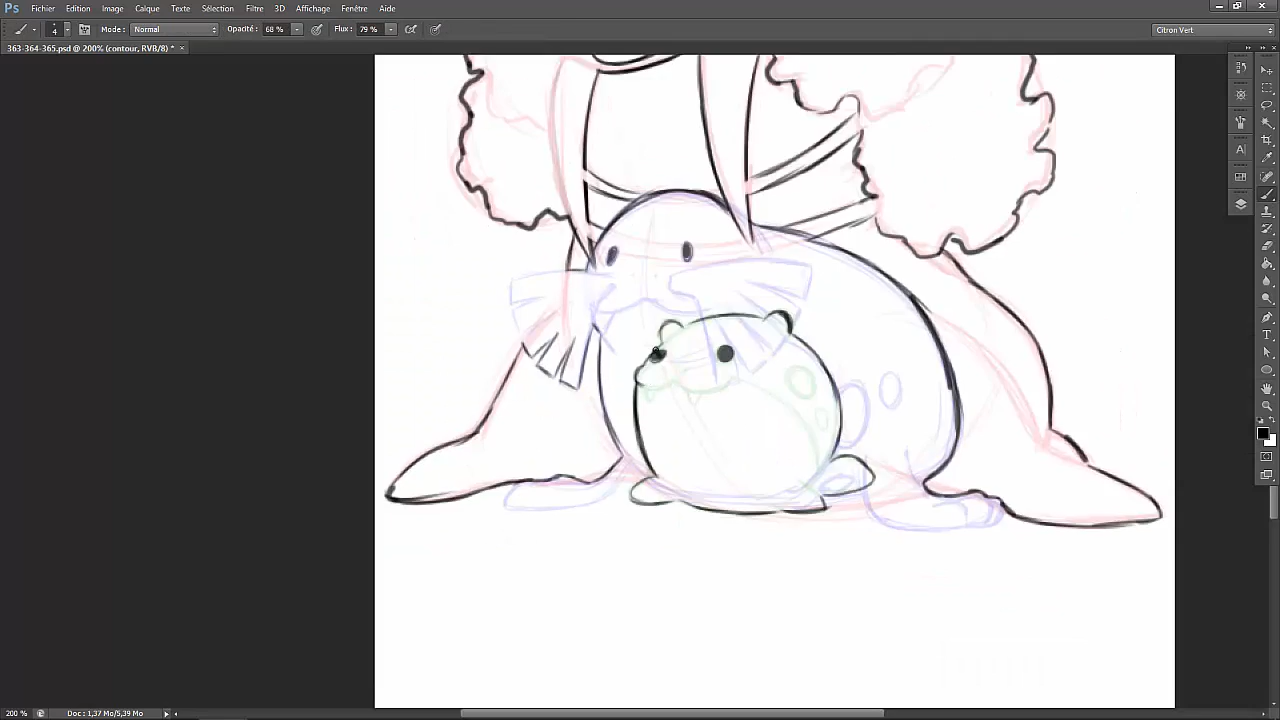 Ps Fichier Edition Image Calque Texte Sélection Filtre 3D Affichage Fenêtre Aide
4 Mode : Normal Opacité : 68 % Flux : 79 % Citron Vert
363-364-365.psd @ 200% (contour, RVB/8) *
200 % Doc : 1,37 Mo/5,39 Mo